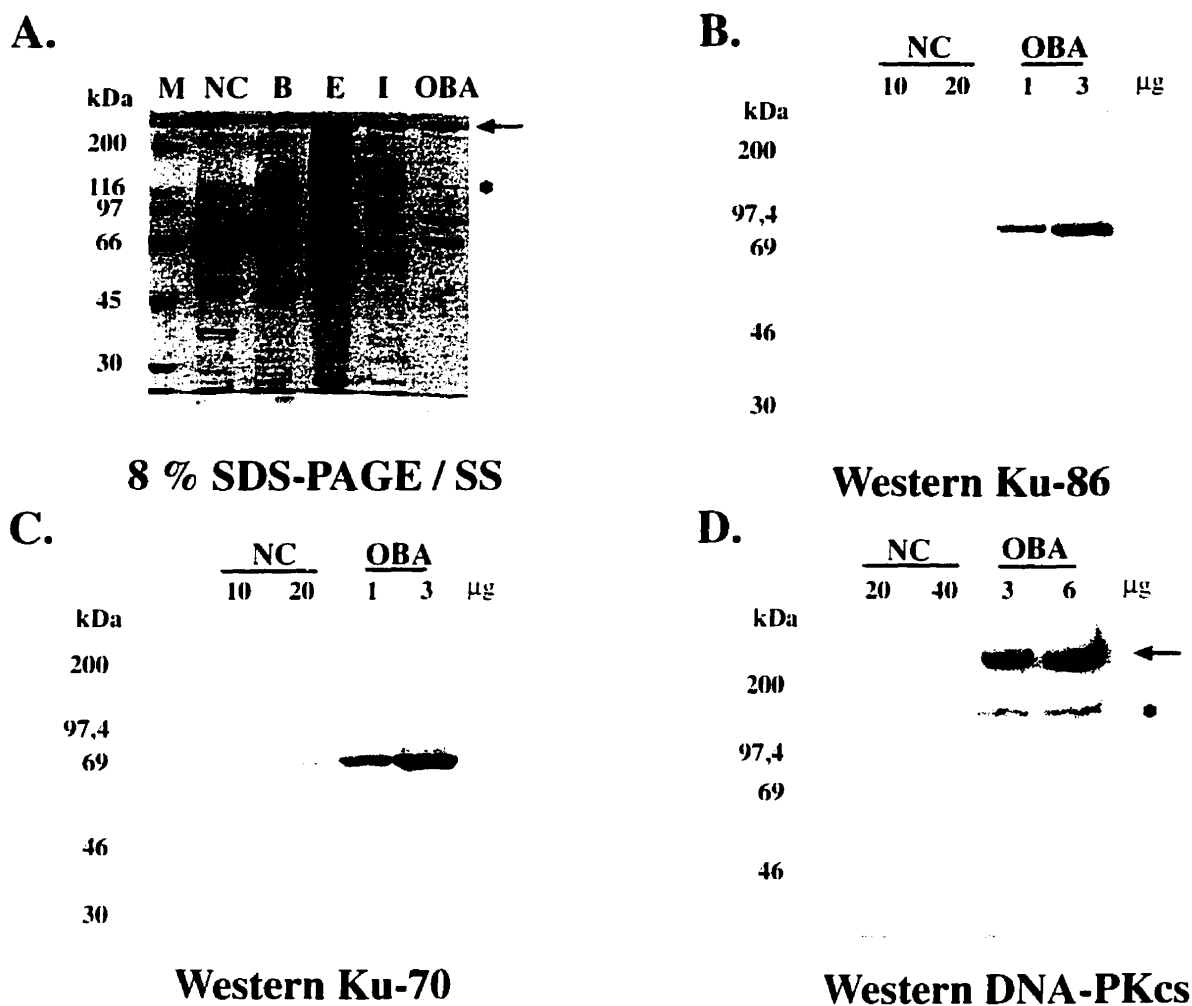 A.
kDa M NC B E I OBA
200
116
97
66
45
30
8 % SDS-PAGE / SS
B.
NC OBA
10 20 1 3 µg
kDa
200
97,4
69
46
30
Western Ku-86
C.
NC OBA
10 20 1 3 µg
kDa
200
97,4
69
46
30
Western Ku-70
D.
NC OBA
20 40 3 6 µg
kDa
200
97,4
69
46
Western DNA-PKcs